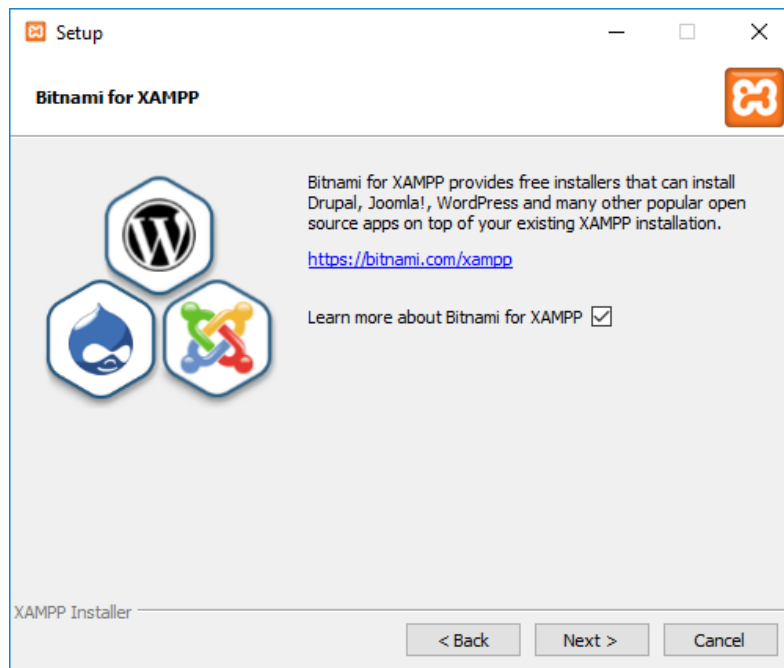 Setup
Bitnami for XAMPP
Bitnami for XAMPP provides free installers that can install
Drupal, Joomla!, WordPress and many other popular open
source apps on top of your existing XAMPP installation.
https://bitnami.com/xampp
Learn more about Bitnami for XAMPP
XAMPP Installer
< Back Next > Cancel